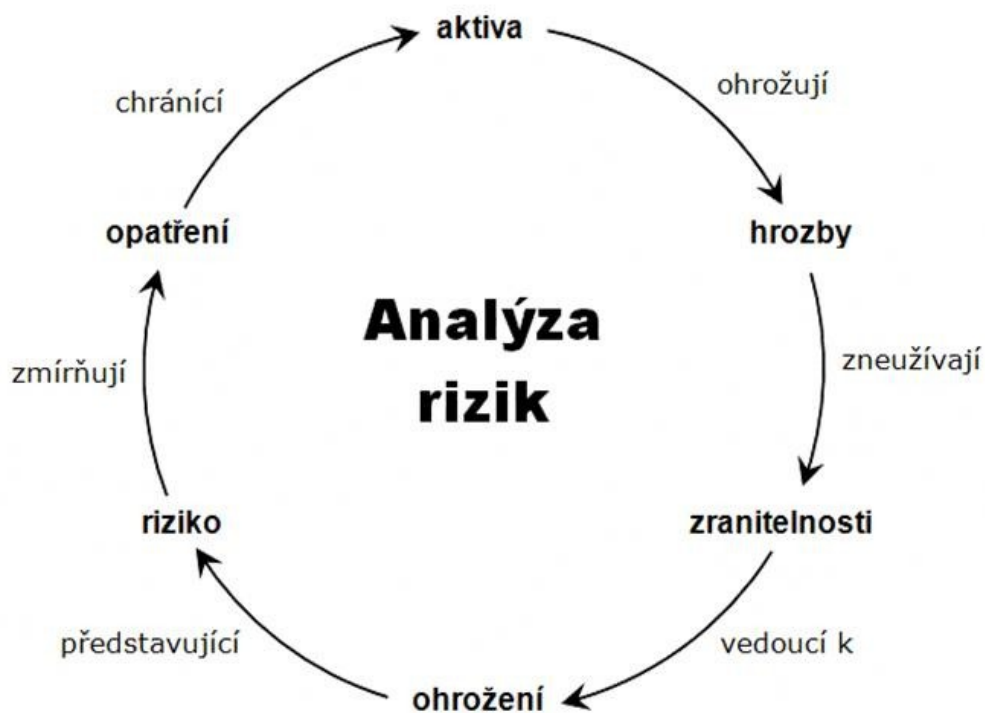 aktiva
ohrožují
hrozby
zneužívají
zranitelnosti
vedoucí k
ohrožení
představující
riziko
zmírňují
opatření
chránící
Analýza
rizik